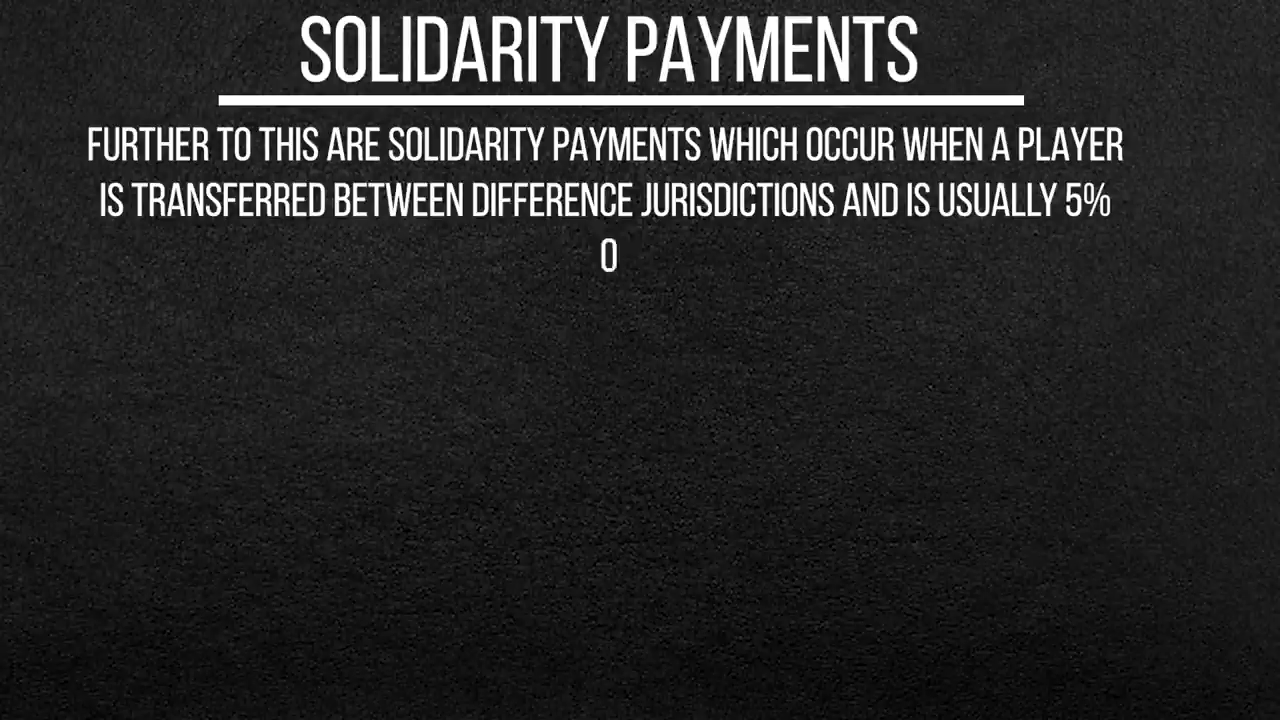 SOLIDARITY PAYMENTS
FURTHER TO THIS ARE SOLIDARITY PAYMENTS WHICH OCCUR WHEN A PLAYER
IS TRANSFERRED BETWEEN DIFFERENCE JURISDICTIONS AND IS USUALLY 5%
O